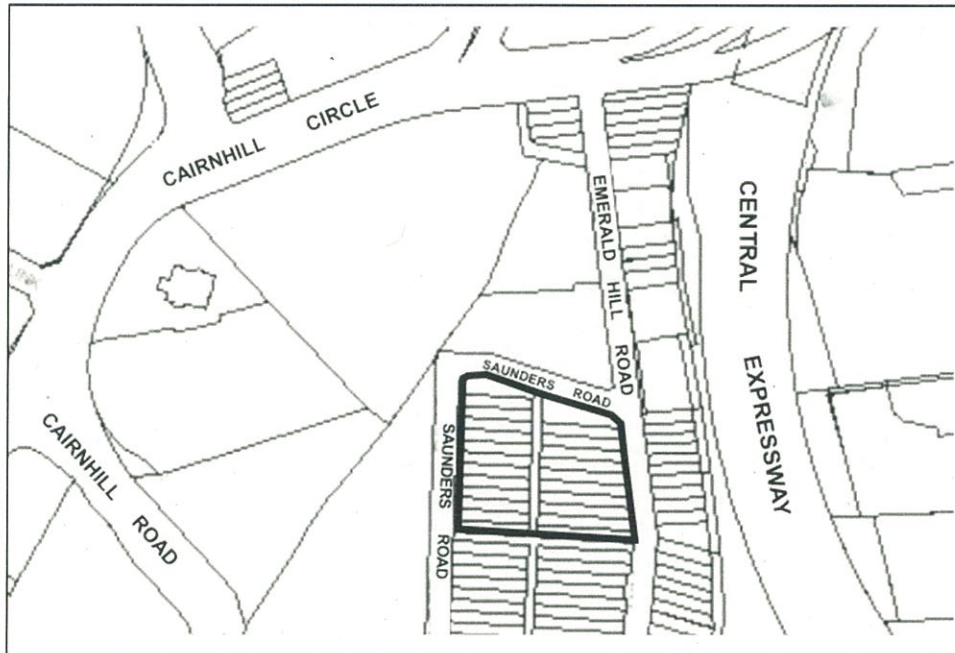 CAIRNHILL CIRCLE
EMERALD HILL ROAD
CENTRAL EXPRESSWAY
SAUNDERS ROAD
SAUNDERS ROAD
CAIRNHILL ROAD